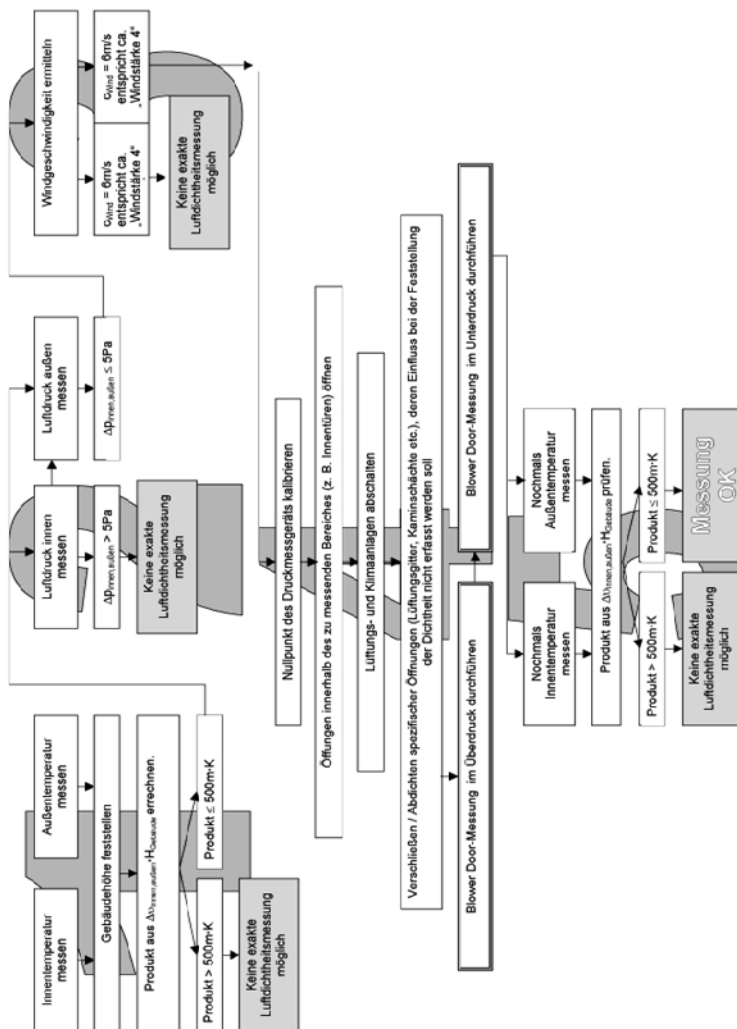 Innentemperatur
messen
Außentemperatur
messen
Gebäudehöhe feststellen
Produkt aus Δϑinnen,außen·HGebäude errechnen.
Produkt > 500m·K
Produkt ≤ 500m·K
Keine exakte
Luftdichtheitsmessung
möglich
Luftdruck innen
messen
Luftdruck außen
messen
Δpinnen,außen > 5Pa
Δpinnen,außen ≤ 5Pa
Keine exakte
Luftdichtheitsmessung
möglich
Windgeschwindigkeit ermitteln
cWind = 6m/s
entspricht ca.
„Windstärke 4“
cWind = 6m/s
entspricht ca.
„Windstärke 4“
Keine exakte
Luftdichtheitsmessung
möglich
Nullpunkt des Druckmessgeräts kalibrieren
Öffnungen innerhalb des zu messenden Bereiches (z. B. Innentüren) öffnen
Lüftungs- und Klimaanlagen abschalten
Verschließen / Abdichten spezifischer Öffnungen (Lüftungsgitter, Kaminschächte etc.), deren Einfluss bei der Feststellung
der Dichtheit nicht erfasst werden soll
Blower Door-Messung im Überdruck durchführen
Blower Door-Messung im Unterdruck durchführen
Nochmals
Innentemperatur
messen
Nochmals
Außentemperatur
messen
Produkt aus Δϑinnen,außen·HGebäude prüfen.
Produkt > 500m·K
Produkt ≤ 500m·K
Keine exakte
Luftdichtheitsmessung
möglich
Messung
OK